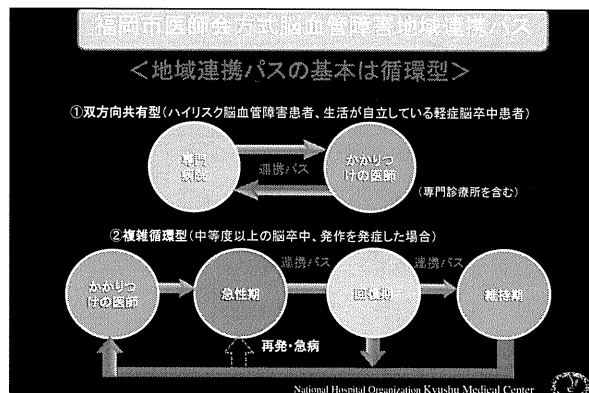 福岡市医師会方式脳血管障害地域連携パス
＜地域連携パスの基本は循環型＞
①双方向共有型(ハイリスク脳血管障害患者、生活が自立している軽症脳卒中患者)
専門
病院
連携パス
かかりつ
けの医師
(専門診療所を含む)
②複雑循環型(中等度以上の脳卒中、発作を発症した場合)
かかりつ
けの医師
急性期
連携パス
回復期
連携パス
維持期
再発・急病
National Hospital Organization Kyushu Medical Center